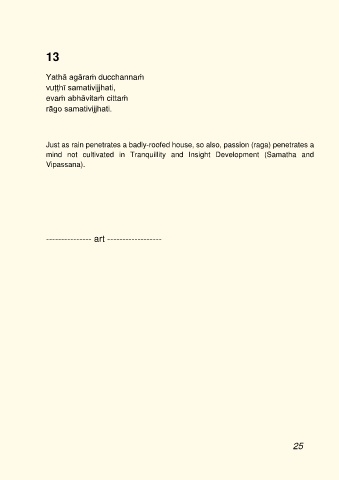 13
Yathā agāraṁ ducchannaṁ
vuṭṭhī samativijjhati,
evaṁ abhāvitaṁ cittaṁ
rāgo samativijjhati.
Just as rain penetrates a badly-roofed house, so also, passion (raga) penetrates a
mind not cultivated in Tranquillity and Insight Development (Samatha and
Vipassana).
--------------- art ------------------
25